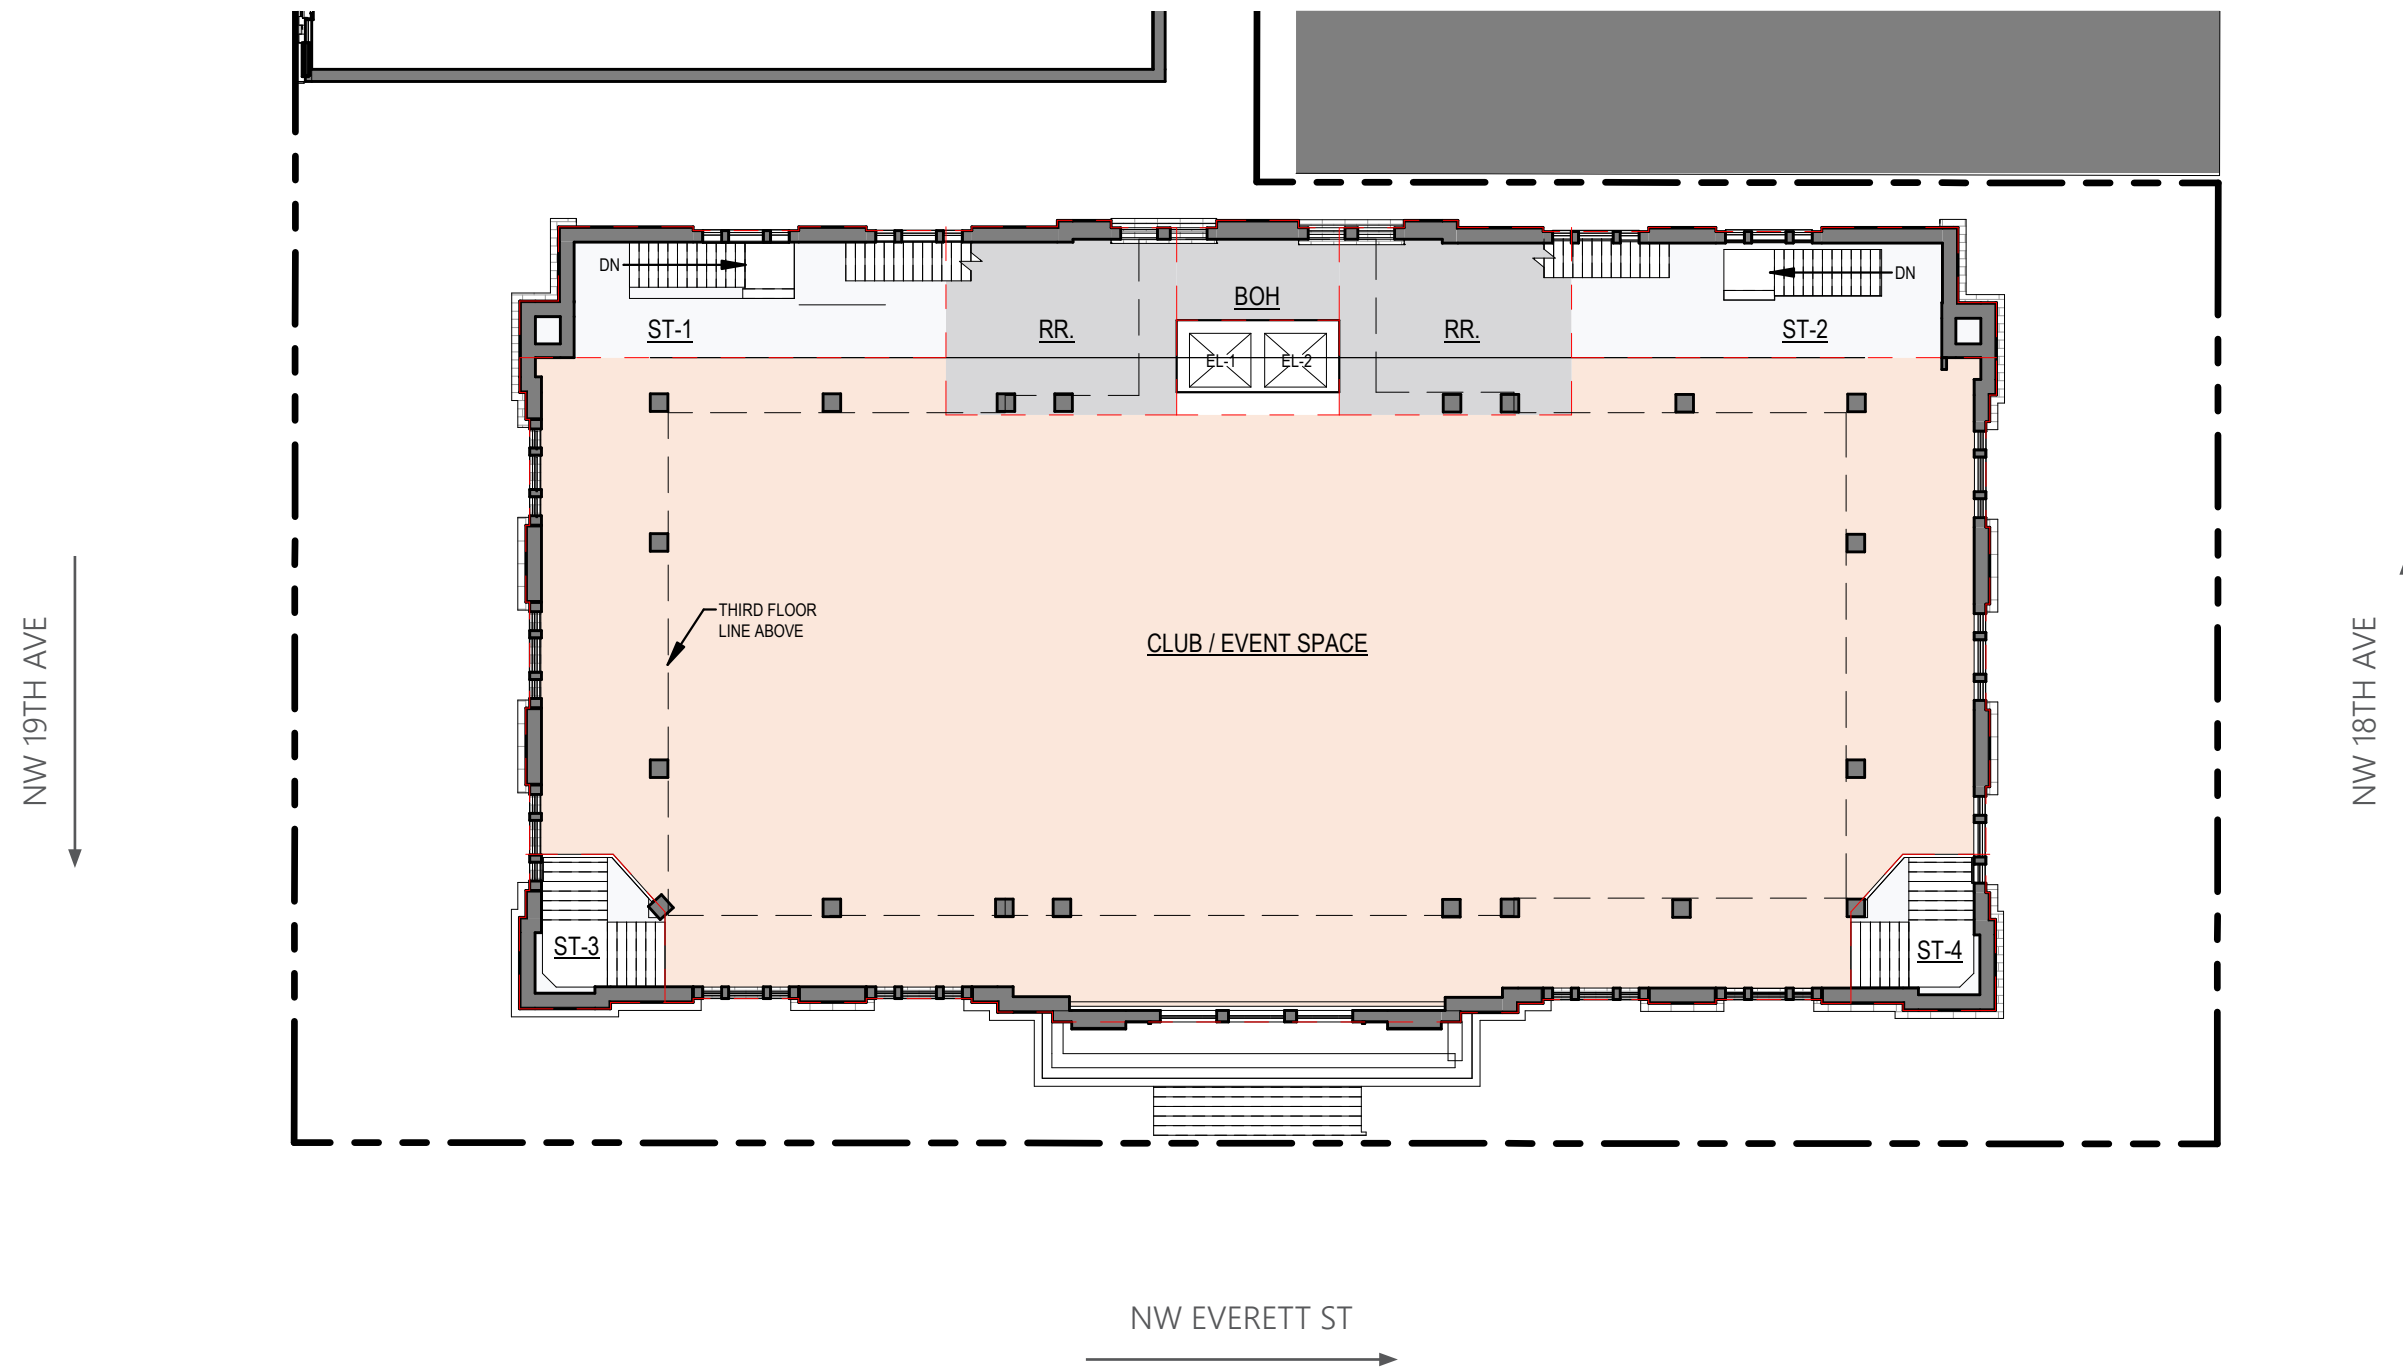 DN
DN
BOH
ST-1
RR.
RR.
ST-2
EL-1
EL-2
THIRD FLOOR
LINE ABOVE
CLUB / EVENT SPACE
NW 19TH AVE
NW 18TH AVE
ST-3
ST-4
NW EVERETT ST